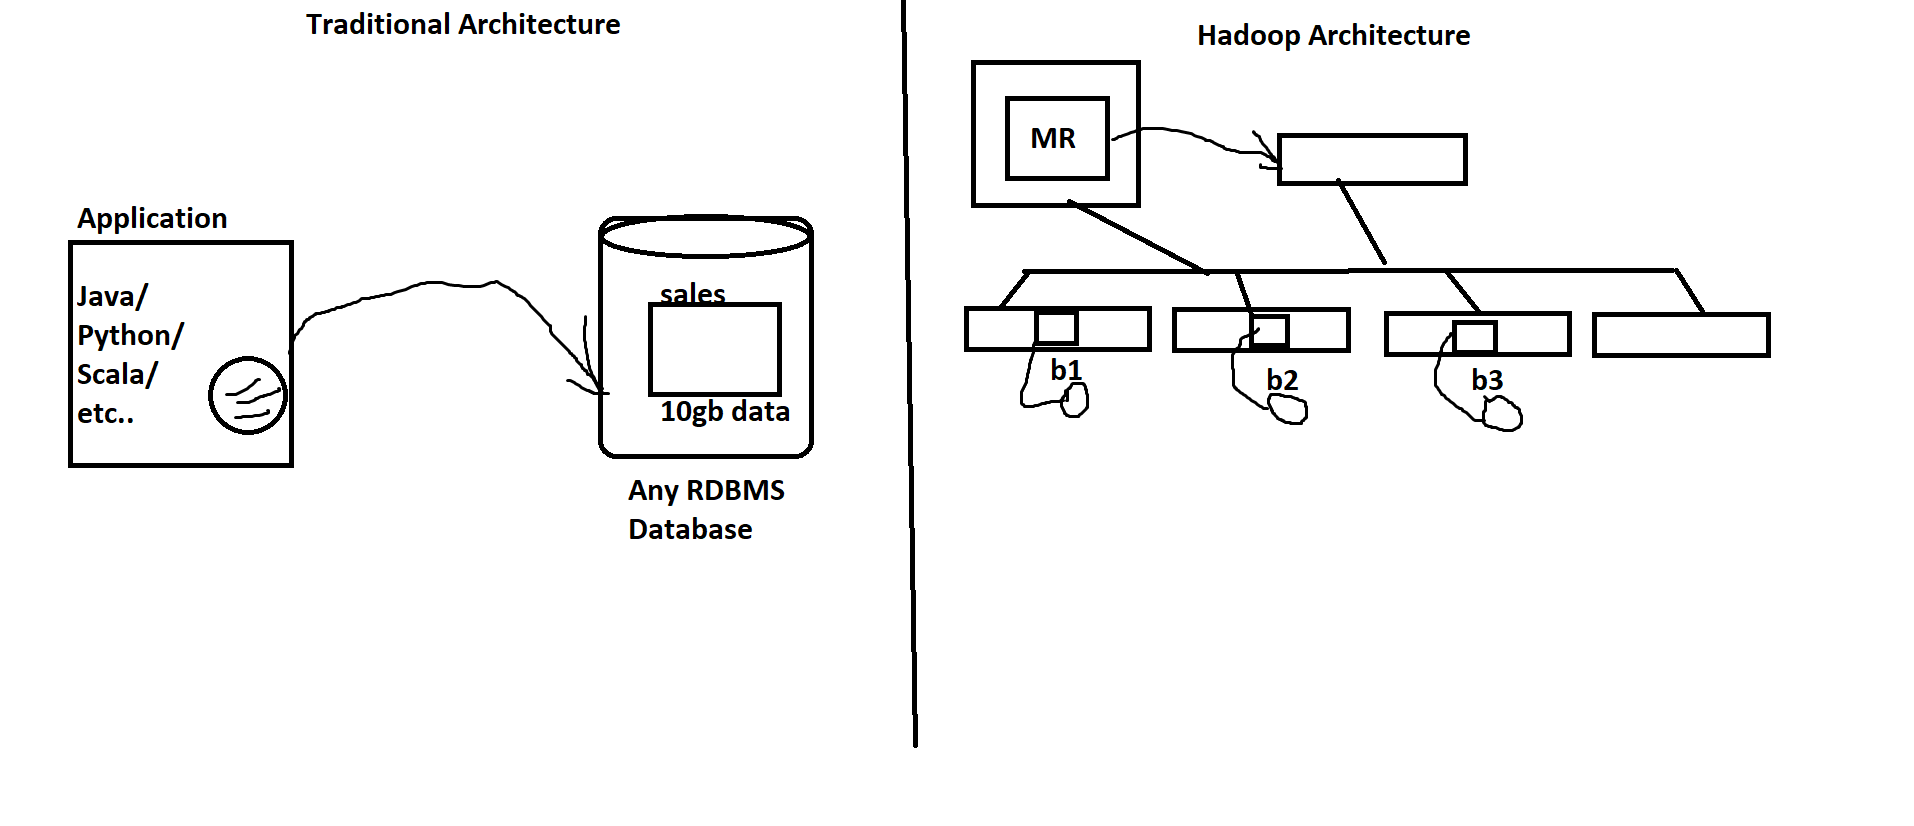 Traditional Architecture
Application
Java/
Python/
Scala/
etc..
sales
10gb data
Any RDBMS
Database
Hadoop Architecture
MR
b1
b2
b3